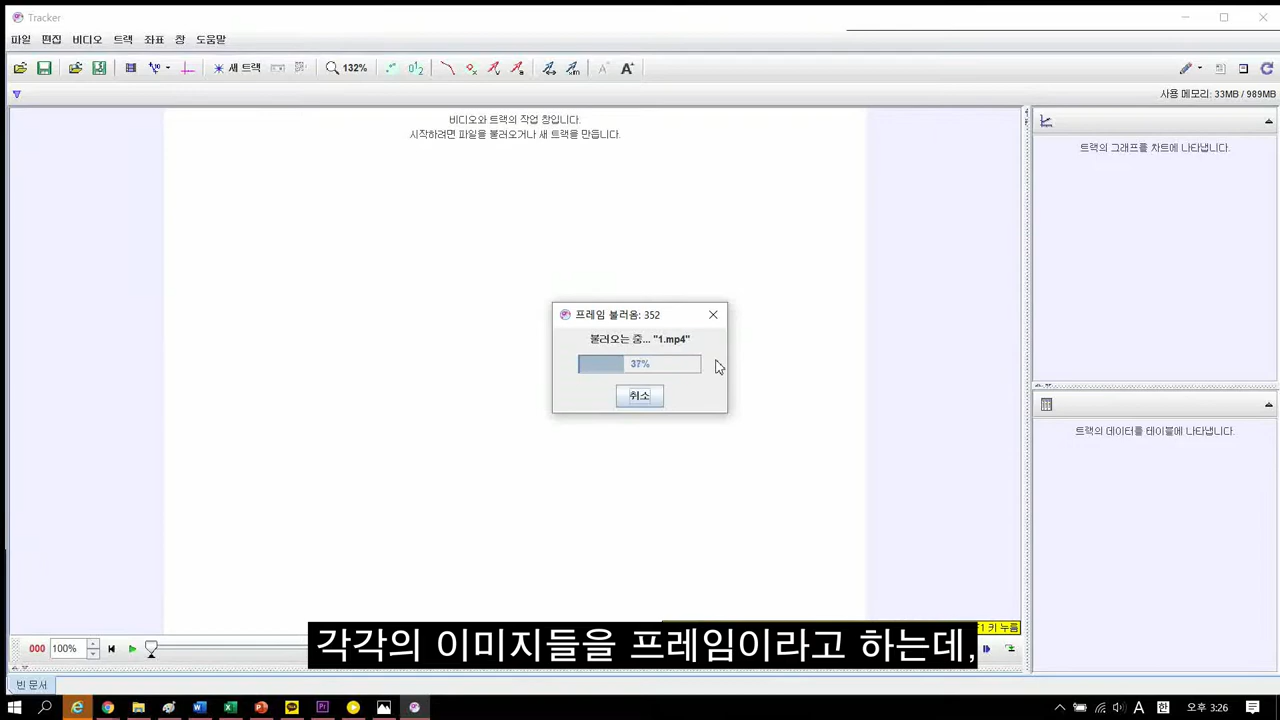 Tracker
파일 편집 비디오 트랙 좌표 창 도움말
새 트랙 132%
사용 메모리: 33MB / 989MB
비디오와 트랙의 작업 창입니다.
시작하려면 파일을 불러오거나 새 트랙을 만듭니다.
트랙의 그래프를 차트에 나타냅니다.
프레임 불러옴: 352
불러오는 중... "1.mp4"
37%
취소
트랙의 데이터를 테이블에 나타냅니다.
키 누름
000 100%
각각의 이미지들을 프레임이라고 하는데,
빈 문서
A 한 오후 3:26